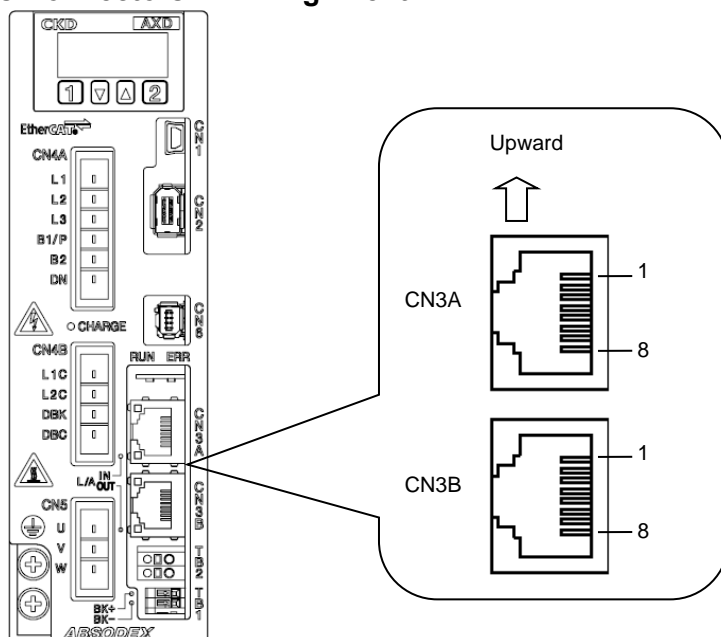 CKD AXD
1 2
EtherCAT
CN1
CN4A
L1
L2
L3
B1/P
B2
DN
CN2
CHARGE
CN6
CN4B
RUN ERR
L1C
L2C
DBK
DBC
CN3A
L/A IN
OUT
CN3B
CN5
U
V
W
TB2
TB1
BK+
BK-
ABSODEX
Upward
CN3A
1
8
CN3B
1
8